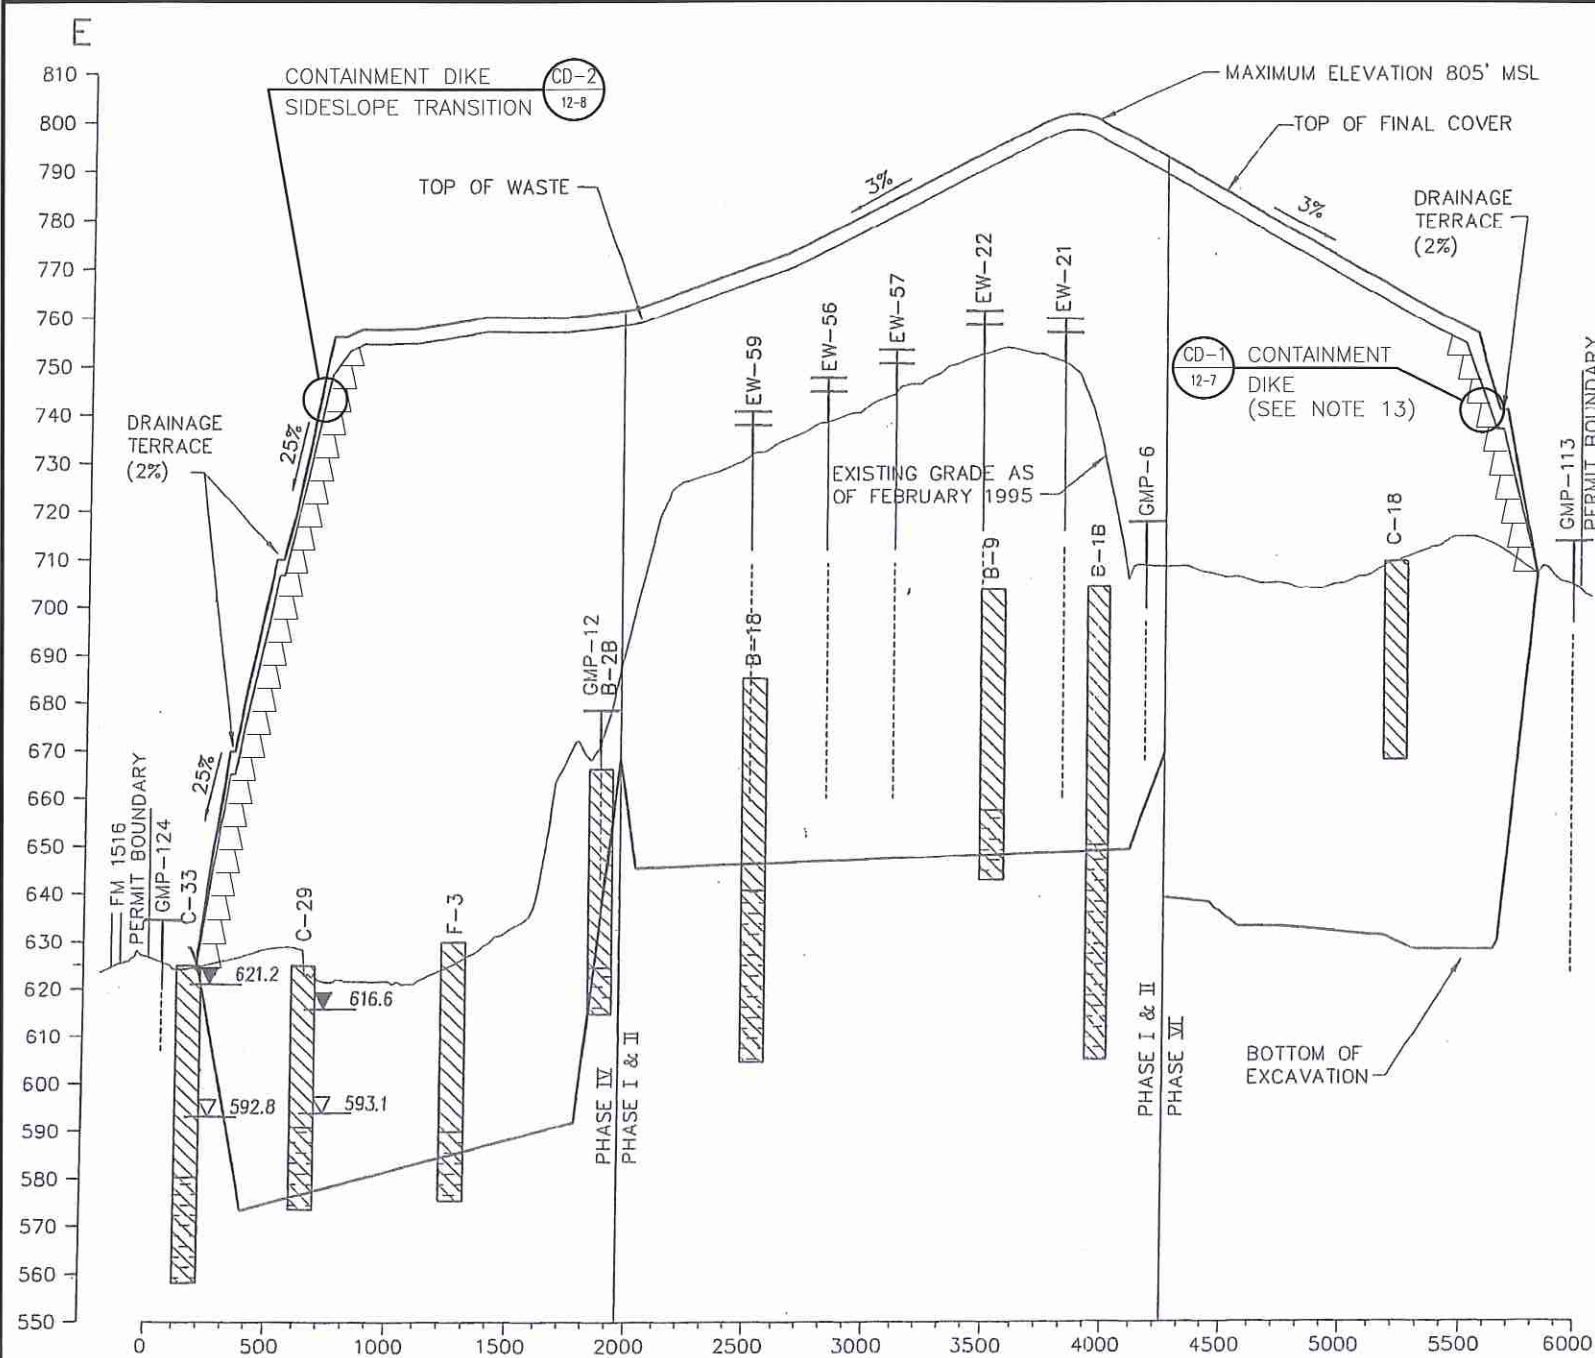 E
810
800
790
780
770
760
750
740
730
720
710
700
690
680
670
660
650
640
630
620
610
600
590
580
570
560
550
CONTAINMENT DIKE
SIDESLOPE TRANSITION
CD-2
12-8
MAXIMUM ELEVATION 805' MSL
TOP OF FINAL COVER
TOP OF WASTE
3%
3%
DRAINAGE
TERRACE
(2%)
EW-59
EW-56
EW-57
EW-22
EW-21
CD-1
12-7
CONTAINMENT
DIKE
(SEE NOTE 13)
PERMIT BOUNDARY
GMP-113
DRAINAGE
TERRACE
(2%)
25%
EXISTING GRADE AS
OF FEBRUARY 1995
GMP-6
C-18
B-9
B-1B
GMP-12
B-2B
B-18
25%
FM 1516
PERMIT BOUNDARY
GMP-124
C-33
C-29
F-3
621.2
616.6
592.8
593.1
PHASE IV
PHASE I & II
PHASE I & II
PHASE VI
BOTTOM OF
EXCAVATION
0 500 1000 1500 2000 2500 3000 3500 4000 4500 5000 5500 6000